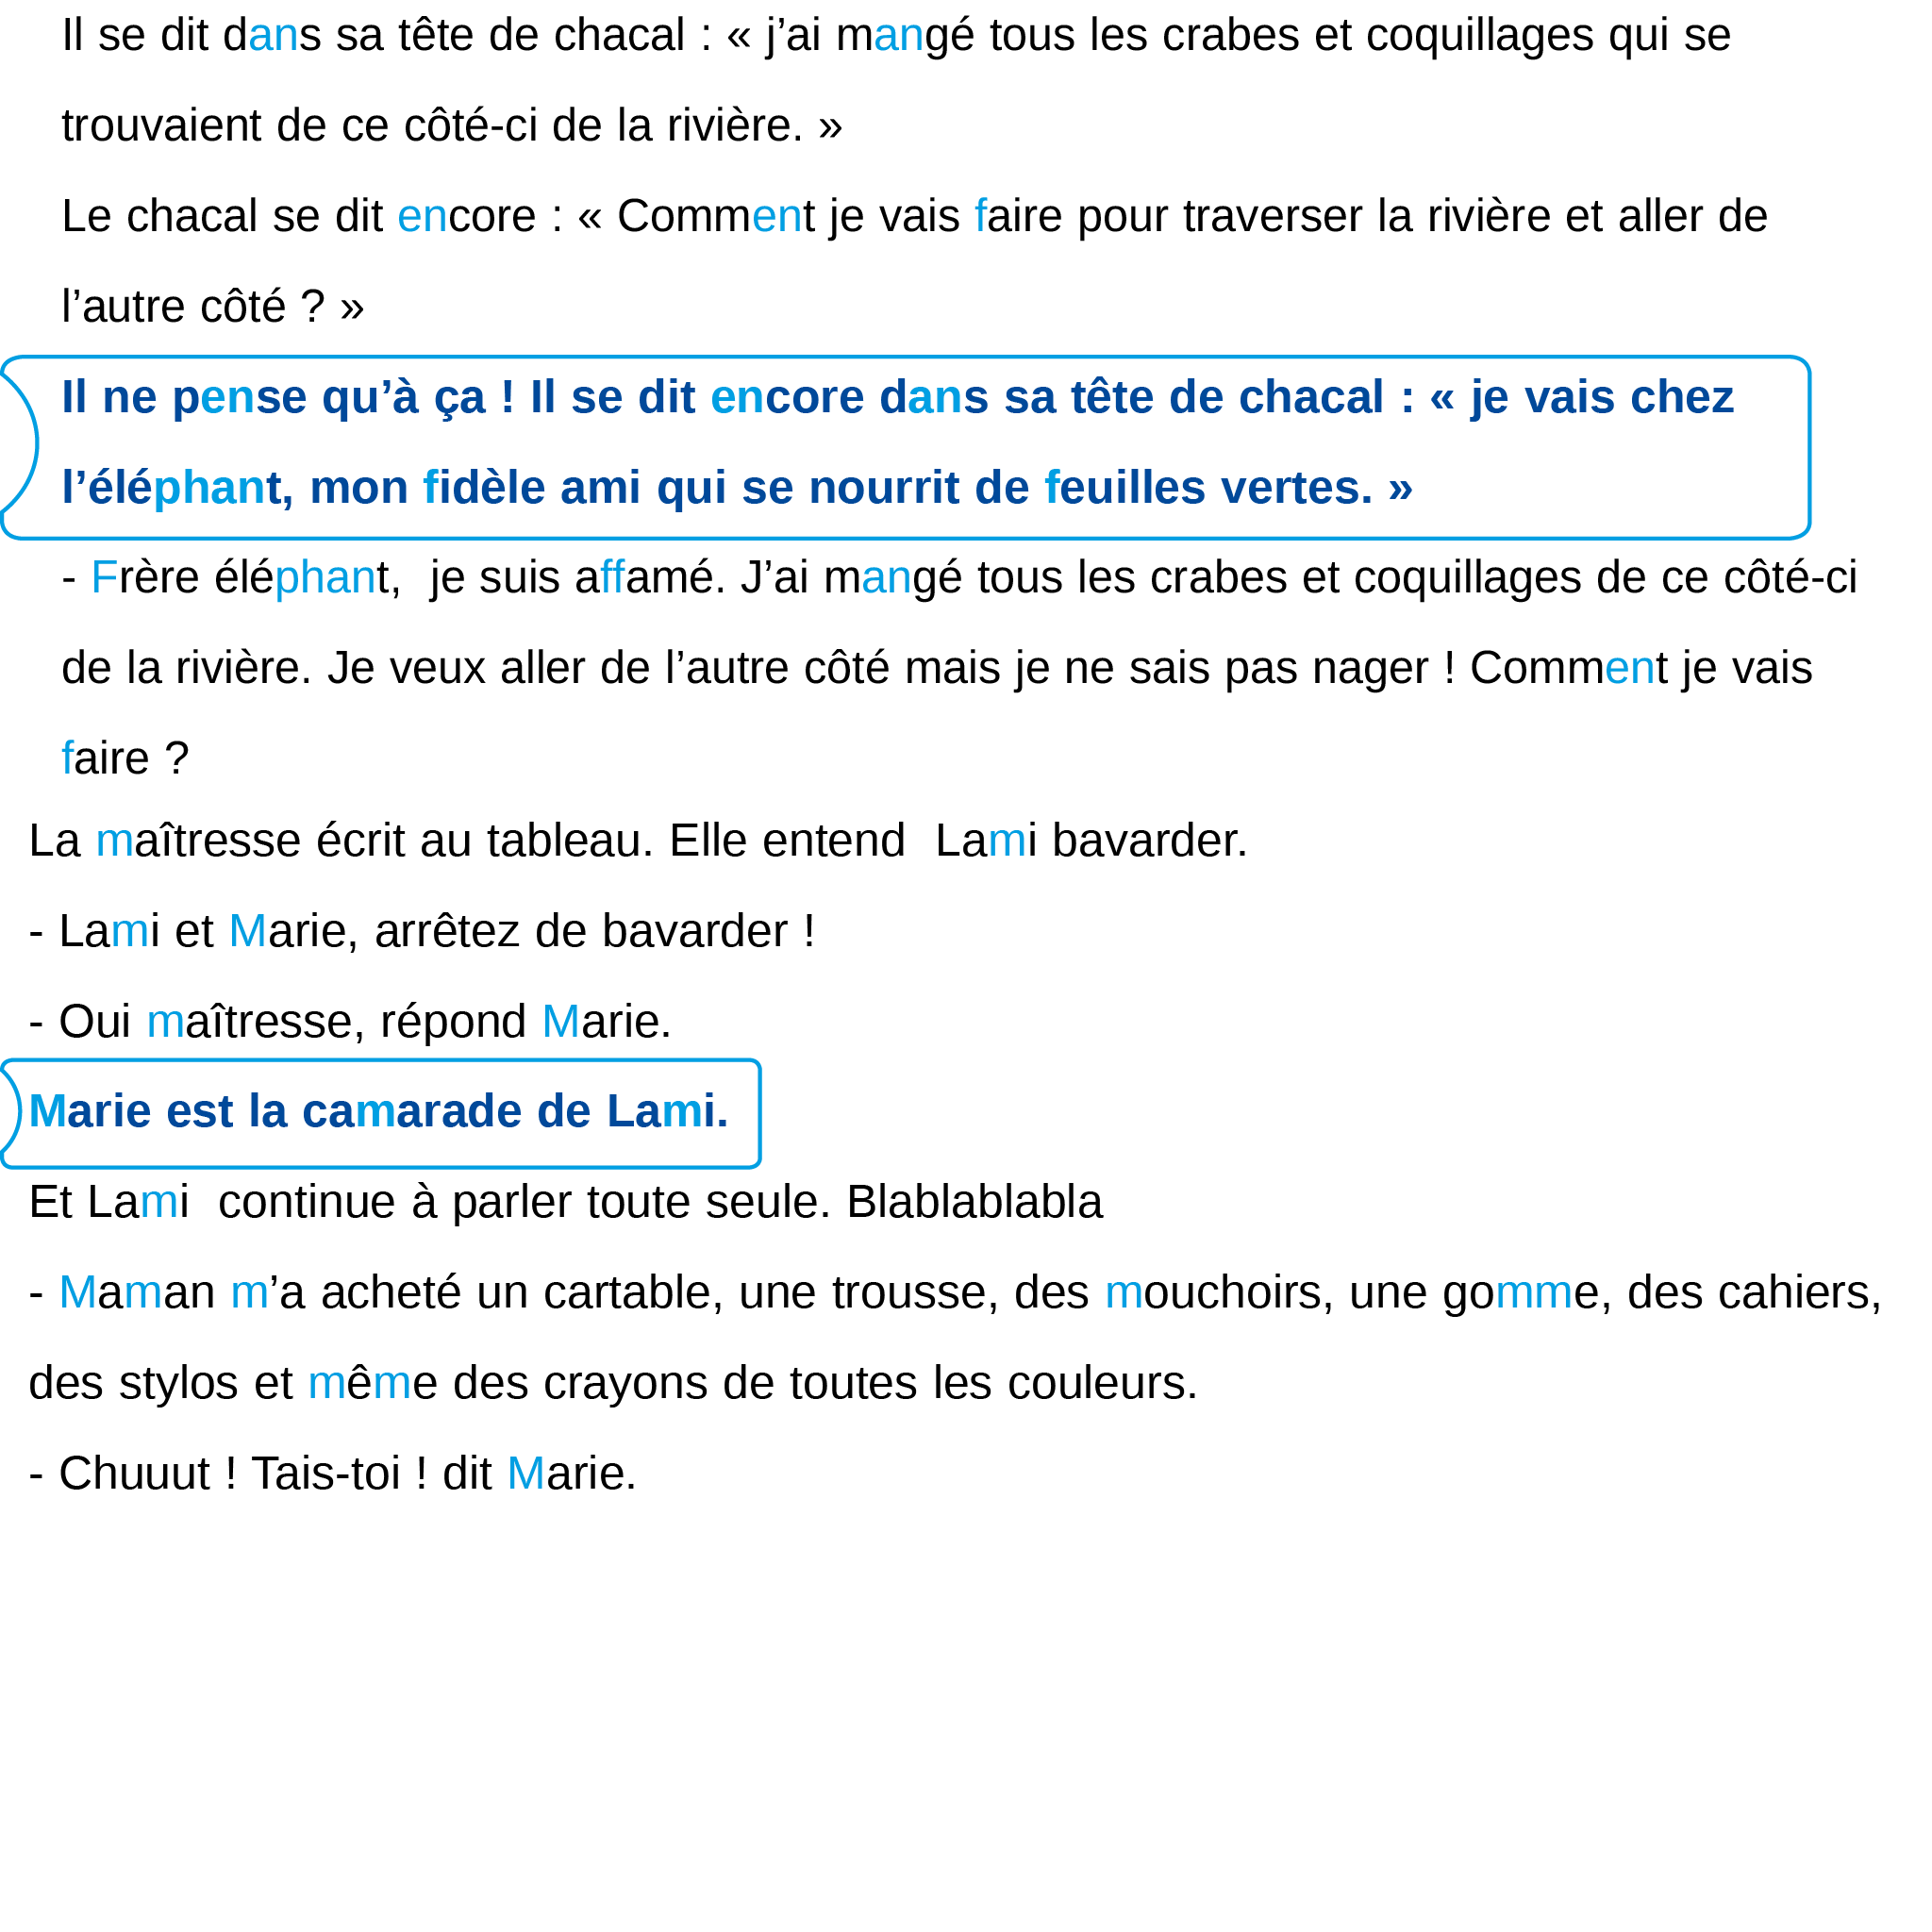 Il se dit dans sa tête de chacal : « j’ai mangé tous les crabes et coquillages qui se
trouvaient de ce côté-ci de la rivière. »
Le chacal se dit encore : « Comment je vais faire pour traverser la rivière et aller de
l’autre côté ? »
Il ne pense qu’à ça ! Il se dit encore dans sa tête de chacal : « je vais chez
l’éléphant, mon fidèle ami qui se nourrit de feuilles vertes. »
- Frère éléphant,  je suis affamé. J’ai mangé tous les crabes et coquillages de ce côté-ci
de la rivière. Je veux aller de l’autre côté mais je ne sais pas nager ! Comment je vais
faire ?
La maîtresse écrit au tableau. Elle entend  Lami bavarder.
- Lami et Marie, arrêtez de bavarder !
- Oui maîtresse, répond Marie.
Marie est la camarade de Lami.
Et Lami  continue à parler toute seule. Blablablabla
- Maman m’a acheté un cartable, une trousse, des mouchoirs, une gomme, des cahiers,
des stylos et même des crayons de toutes les couleurs.
- Chuuut ! Tais-toi ! dit Marie.